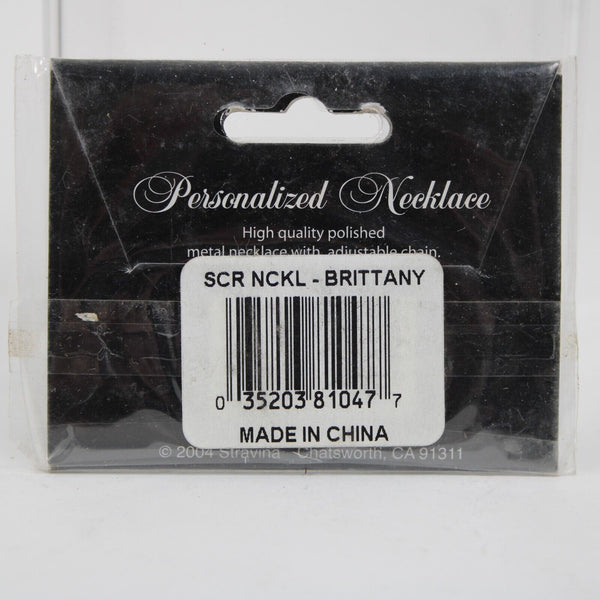 Personalized Necklace
High quality polished
metal necklace with adjustable chain.
SCR NCKL - BRITTANY
0 35203 81047 7
MADE IN CHINA
© 2004 Stravina Chatsworth, CA 91311